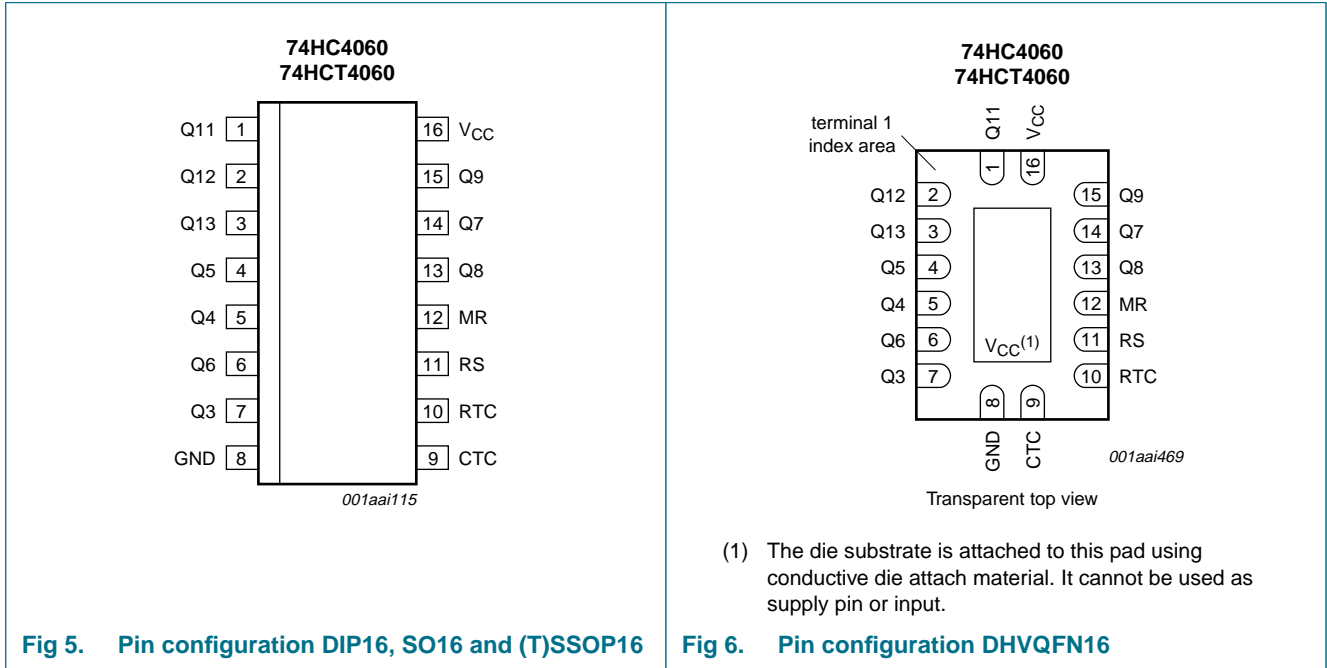 74HC4060
74HCT4060
Q11 1
16 VCC
Q12 2
15 Q9
Q13 3
14 Q7
Q5 4
13 Q8
Q4 5
12 MR
Q6 6
11 RS
Q3 7
10 RTC
GND 8
9 CTC
001aai115
Fig 5. Pin configuration DIP16, SO16 and (T)SSOP16
74HC4060
74HCT4060
terminal 1
index area
Q11
VCC
1
16
Q12 2
15 Q9
Q13 3
14 Q7
Q5 4
13 Q8
Q4 5
12 MR
Q6 6
11 RS
VCC(1)
Q3 7
10 RTC
8
9
GND
CTC
001aai469
Transparent top view
(1) The die substrate is attached to this pad using
conductive die attach material. It cannot be used as
supply pin or input.
Fig 6. Pin configuration DHVQFN16